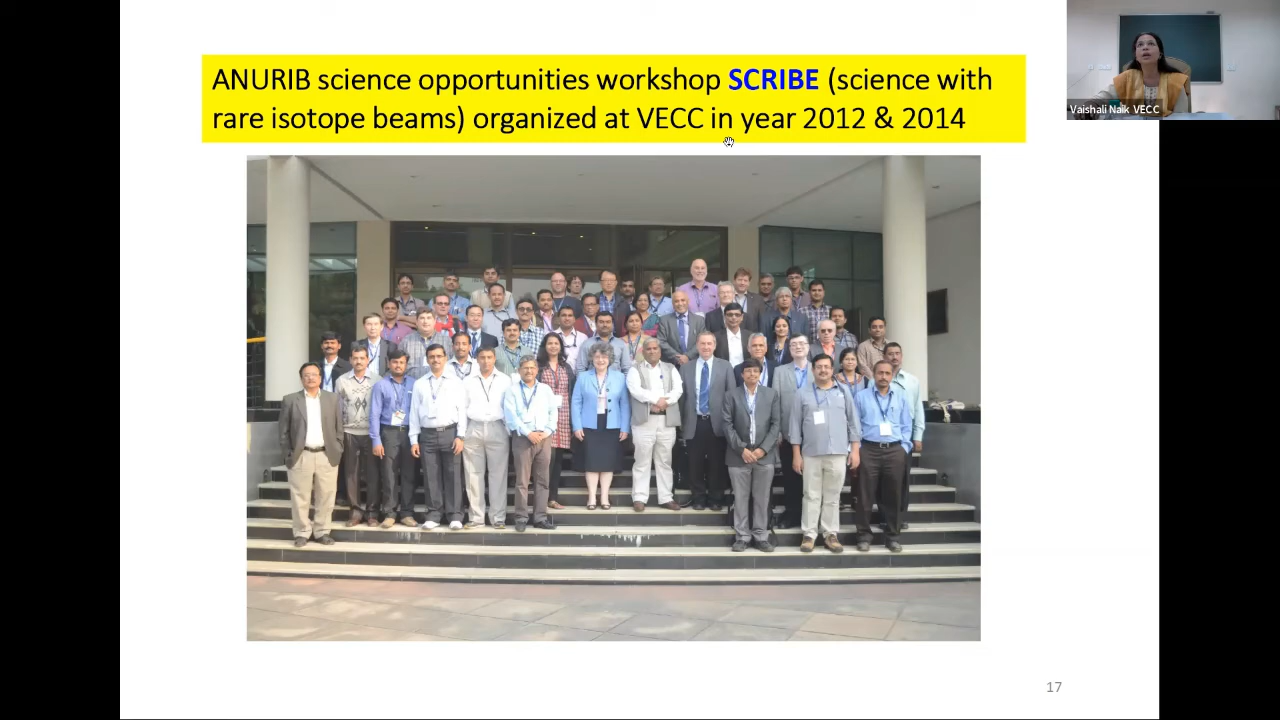 ANURIB science opportunities workshop SCRIBE (science with
rare isotope beams) organized at VECC in year 2012 & 2014
Vaishali Naik VECC
17